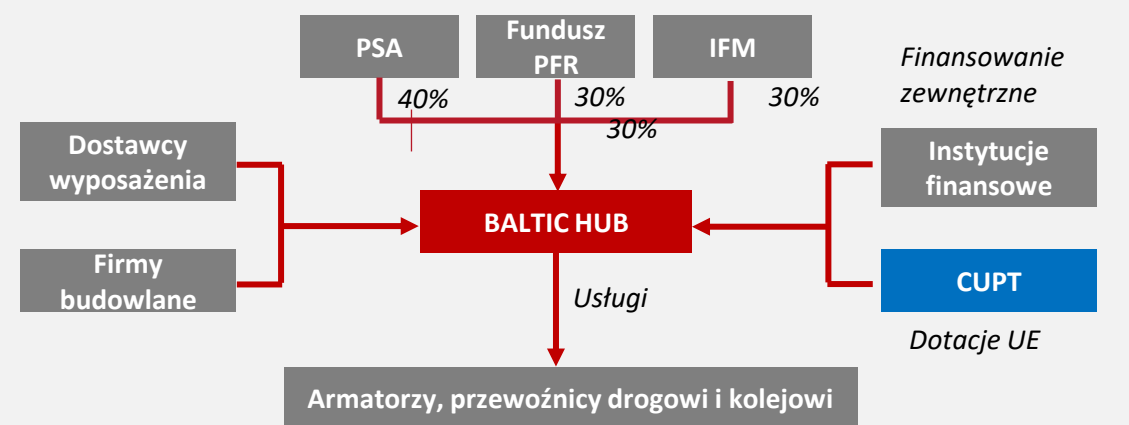 PSA
Fundusz
PFR
IFM
Finansowanie
zewnętrzne
40%
30%
30%
30%
Dostawcy
wyposażenia
Instytucje
finansowe
BALTIC HUB
Firmy
budowlane
CUPT
Usługi
Dotacje UE
Armatorzy, przewoźnicy drogowi i kolejowi